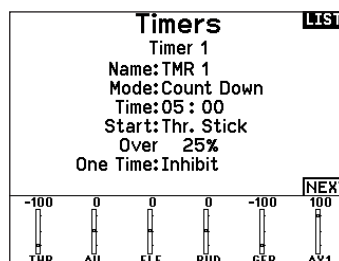 Timers
LIST
Timer 1
Name: TMR 1
Mode: Count Down
Time: 05 : 00
Start: Thr. Stick
Over 25%
One Time: Inhibit
NEX
-100 0 0 0 -100 100
THR AIL ELE RUD GER AX1